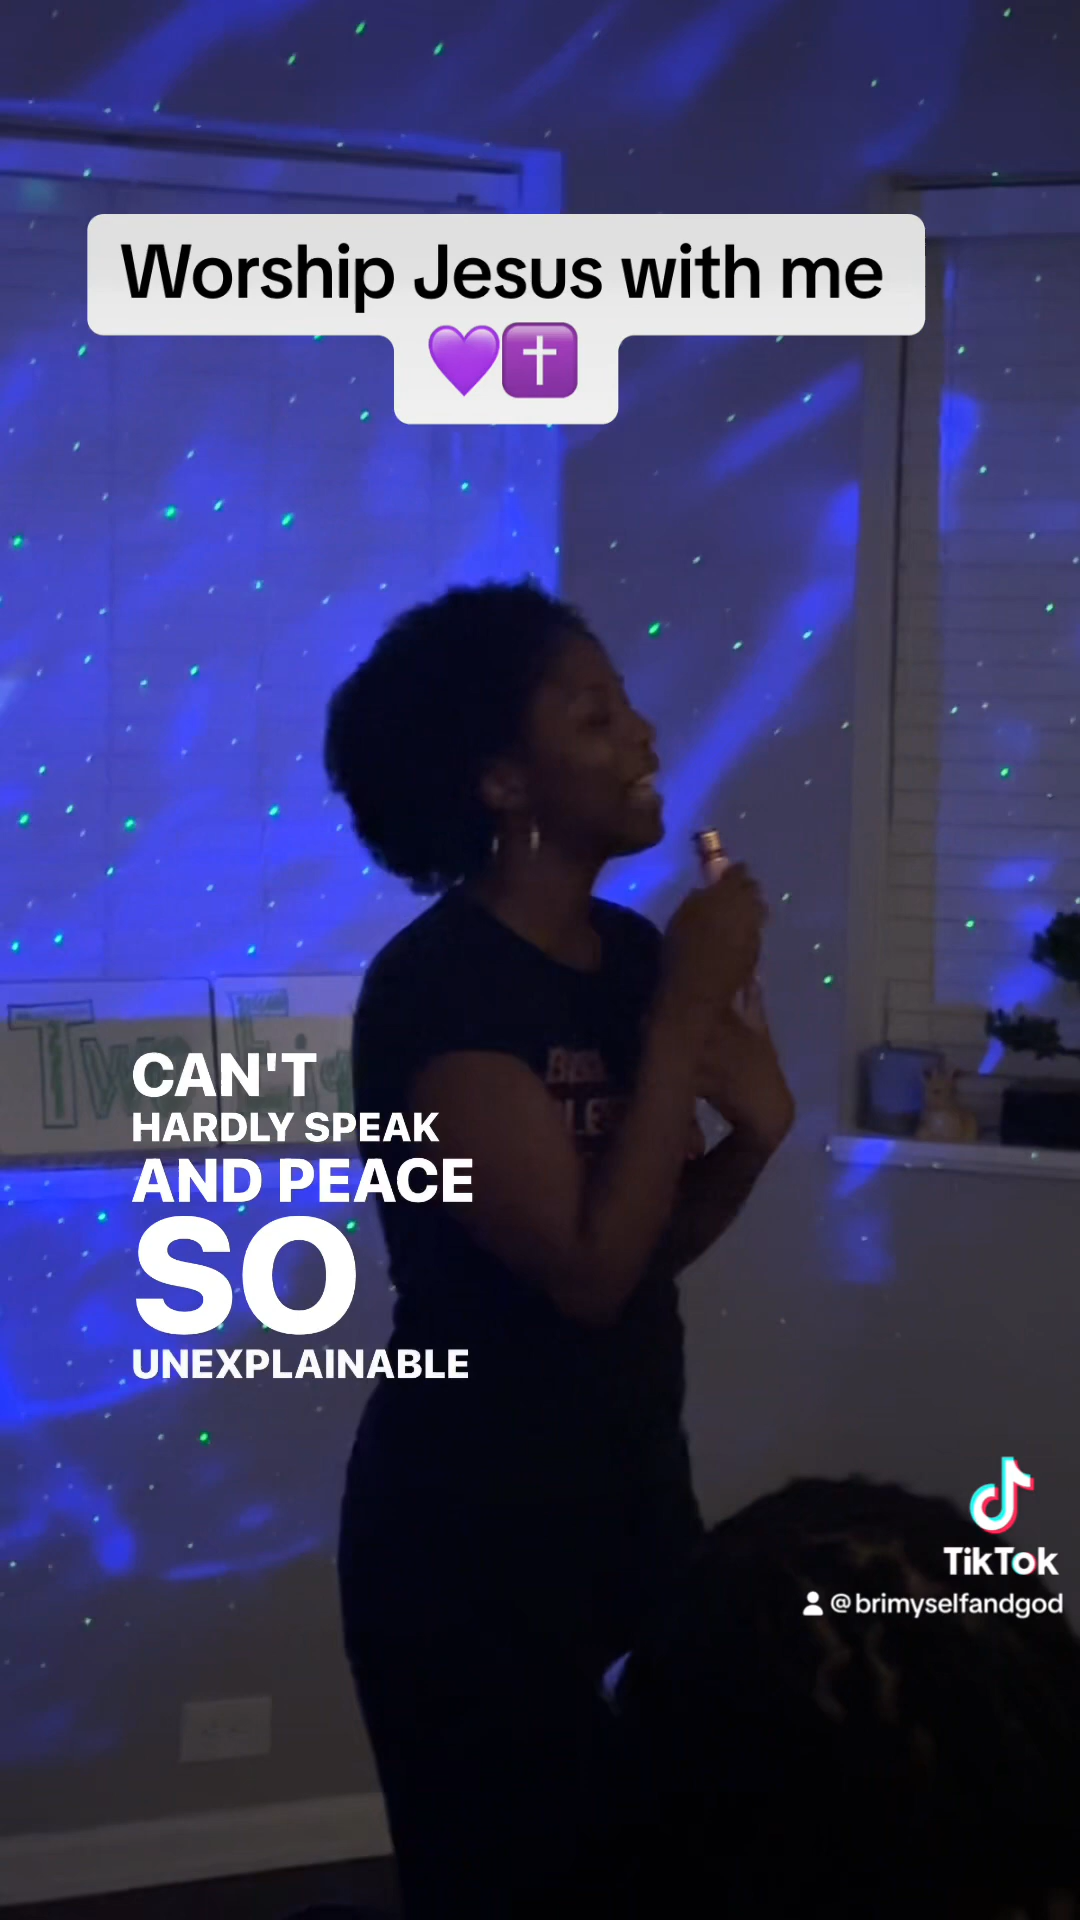 Worship Jesus with me
💜✝️
CAN'T
HARDLY SPEAK
AND PEACE
SO
UNEXPLAINABLE
TikTok
@brimyselfandgod